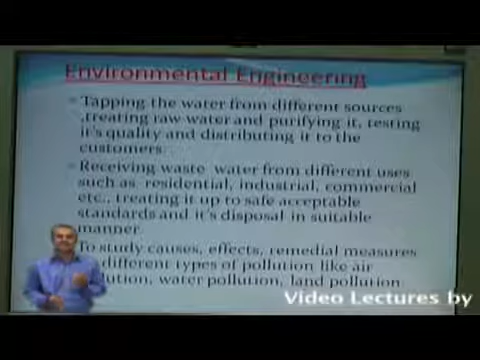 Environmental Engineering
Tapping the water from different sources
,treating raw water and purifying it, testing
it's quality and distributing it to the
customers.
Receiving waste water from different uses
such as residential, industrial, commercial
etc., treating it up to safe acceptable
standards and it's disposal in suitable
manner.
To study causes, effects, remedial measures
different types of pollution like air
water pollution, land pollution.
Video Lectures by